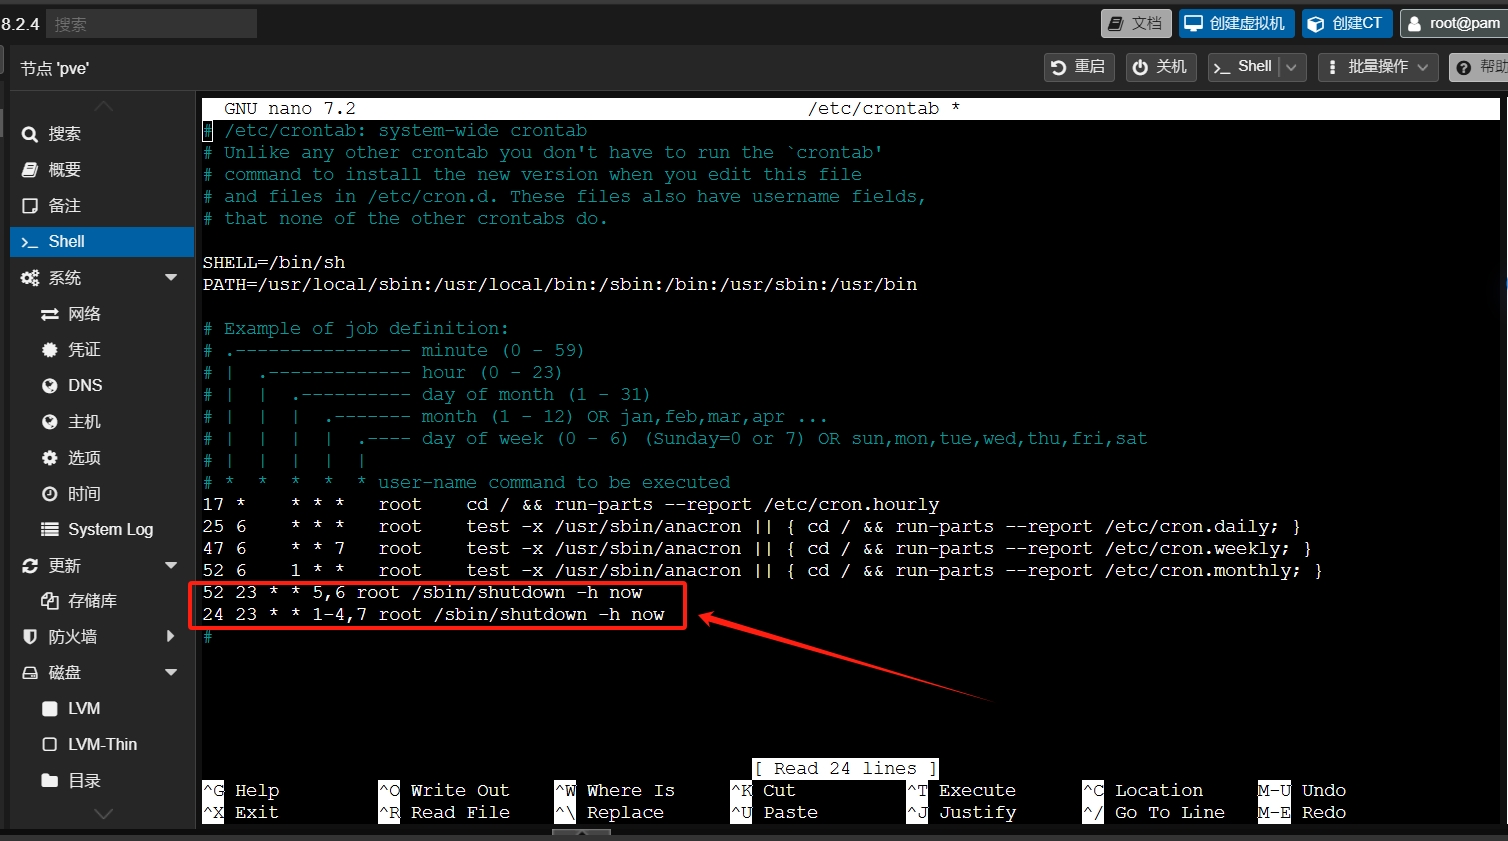 8.2.4 搜索 文档 创建虚拟机 创建CT root@pam
节点 'pve' 重启 关机 Shell 批量操作 帮助
搜索
概要
备注
Shell
系统
网络
凭证
DNS
主机
选项
时间
System Log
更新
存储库
防火墙
磁盘
LVM
LVM-Thin
目录
GNU nano 7.2 /etc/crontab *
# /etc/crontab: system-wide crontab
# Unlike any other crontab you don't have to run the `crontab'
# command to install the new version when you edit this file
# and files in /etc/cron.d. These files also have username fields,
# that none of the other crontabs do.
SHELL=/bin/sh
PATH=/usr/local/sbin:/usr/local/bin:/sbin:/bin:/usr/sbin:/usr/bin
# Example of job definition:
# .---------------- minute (0 - 59)
# |  .------------- hour (0 - 23)
# |  |  .---------- day of month (1 - 31)
# |  |  |  .------- month (1 - 12) OR jan,feb,mar,apr ...
# |  |  |  |  .---- day of week (0 - 6) (Sunday=0 or 7) OR sun,mon,tue,wed,thu,fri,sat
# |  |  |  |  |
# *  *  *  *  * user-name command to be executed
17 *    * * *   root    cd / && run-parts --report /etc/cron.hourly
25 6    * * *   root    test -x /usr/sbin/anacron || { cd / && run-parts --report /etc/cron.daily; }
47 6    * * 7   root    test -x /usr/sbin/anacron || { cd / && run-parts --report /etc/cron.weekly; }
52 6    1 * *   root    test -x /usr/sbin/anacron || { cd / && run-parts --report /etc/cron.monthly; }
52 23 * * 5,6 root /sbin/shutdown -h now
24 23 * * 1-4,7 root /sbin/shutdown -h now
#
[ Read 24 lines ]
^G Help ^O Write Out ^W Where Is ^K Cut ^T Execute ^C Location M-U Undo
^X Exit ^R Read File ^\ Replace ^U Paste ^J Justify ^/ Go To Line M-E Redo